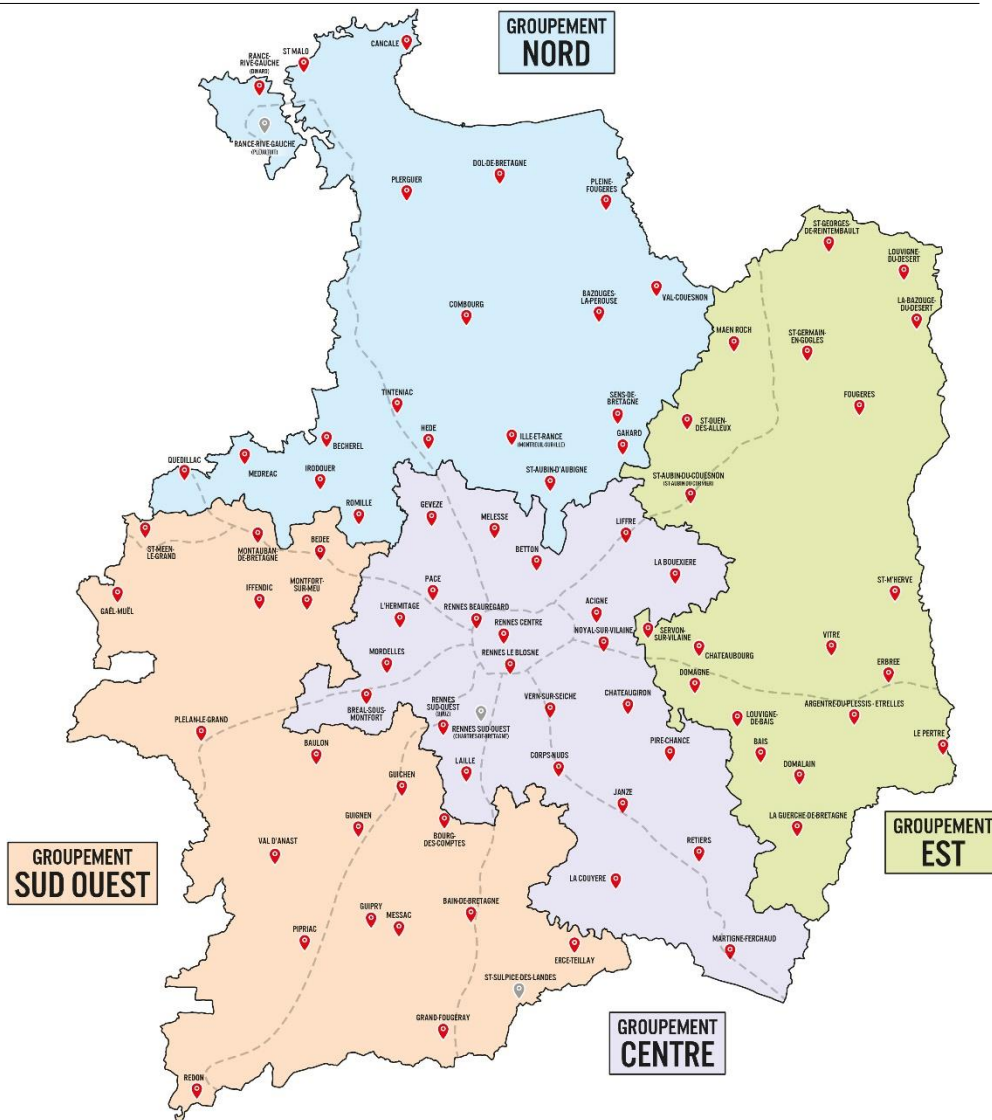 GROUPEMENT
NORD
CANCALE
ST MALO
RANCE-
RIVE-GAUCHE
(DINARD)
RANCE-RIVE-GAUCHE
DOL-DE-BRETAGNE
PLERGUER
PLEINE-
FOUGERES
ST-GEORGES-
DE-REINTEMBAULT
LOUVIGNE-
DU-DESERT
LA-BAZOUGE-
DU-DESERT
VAL-COUESNON
BAZOUGES-
LA-PEROUSE
COMBOURG
MAEN ROCH
ST-GERMAIN-
EN-COGLES
FOUGERES
TINTENIAC
SENS-DE-
BRETAGNE
ST-OUEN-
DES-ALLEUX
HEDE
ILLE-ET-RANCE
GAHARD
BECHEREL
QUEDILLAC
MEDREAC
IRODOUER
ST-AUBIN-D'AUBIGNE
ST-AUBIN-DU-COUESNON
ROMILLE
GEVEZE
MELESSE
LIFFRE
ST-MEEN-
LE-GRAND
MONTAUBAN-
DE-BRETAGNE
BEDEE
BETTON
LA BOUEXIERE
PACE
ST-M'HERVE
GAËL-MUËL
IFFENDIC
MONTFORT-
SUR-MEU
L'HERMITAGE
RENNES BEAUREGARD
ACIGNE
RENNES CENTRE
NOYAL-SUR-VILAINE
SERVON-
SUR-VILAINE
CHATEAUBOURG
VITRE
MORDELLES
RENNES LE BLOSNE
DOMAGNE
ERBREE
BREAL-SOUS-
MONTFORT
RENNES
SUD-OUEST
(BRUZ)
RENNES SUD-OUEST
(CHARTRES-DE-BRETAGNE)
VERN-SUR-SEICHE
CHATEAUGIRON
LOUVIGNE-
DE-BAIS
ARGENTRE-DU-PLESSIS - ETRELLES
PLELAN-LE-GRAND
LE PERTRE
BAULON
LAILLE
CORPS-NUDS
PIRE-CHANCE
BAIS
DOMALAIN
GUICHEN
JANZE
GUIGNEN
BOURG-
DES-COMPTES
LA GUERCHE-DE-BRETAGNE
GROUPEMENT
EST
VAL D'ANAST
RETIERS
GROUPEMENT
SUD OUEST
LA COUYERE
GUIPRY
MESSAC
BAIN-DE-BRETAGNE
PIPRIAC
ERCE-TEILLAY
MARTIGNE-FERCHAUD
ST-SULPICE-DES-LANDES
GRAND-FOUGERAY
GROUPEMENT
CENTRE
REDON